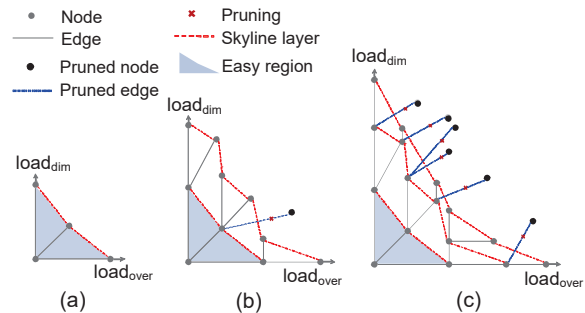 Node
Edge
Pruned node
Pruned edge
Pruning
Skyline layer
Easy region
load_dim
load_over
(a)
load_dim
load_over
(b)
load_dim
load_over
(c)